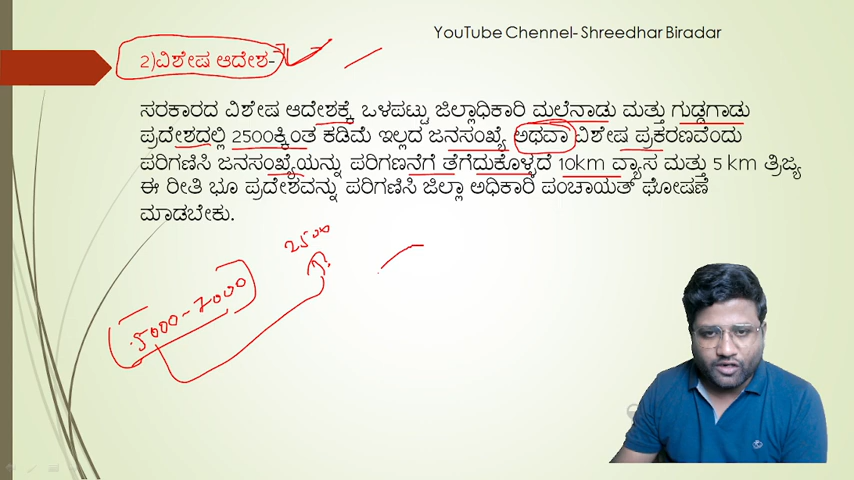 YouTube Chennel- Shreedhar Biradar
2)ವಿಶೇಷ ಆದೇಶ-
ಸರಕಾರದ ವಿಶೇಷ ಆದೇಶಕ್ಕೆ ಒಳಪಟ್ಟು ಜಿಲ್ಲಾಧಿಕಾರಿ ಮಲೆನಾಡು ಮತ್ತು ಗುಡ್ಡಗಾಡು
ಪ್ರದೇಶದಲ್ಲಿ 2500ಕ್ಕಿಂತ ಕಡಿಮೆ ಇಲ್ಲದ ಜನಸಂಖ್ಯೆ ಅಥವಾ ವಿಶೇಷ ಪ್ರಕರಣವೆಂದು
ಪರಿಗಣಿಸಿ ಜನಸಂಖ್ಯೆಯನ್ನು ಪರಿಗಣನೆಗೆ ತೆಗೆದುಕೊಳ್ಳದೆ 10km ವ್ಯಾಸ ಮತ್ತು 5 km ತ್ರಿಜ್ಯ
ಈ ರೀತಿ ಭೂ ಪ್ರದೇಶವನ್ನು ಪರಿಗಣಿಸಿ ಜಿಲ್ಲಾ ಅಧಿಕಾರಿ ಪಂಚಾಯತ್ ಘೋಷಣೆ
ಮಾಡಬೇಕು.
2500
5000-7000